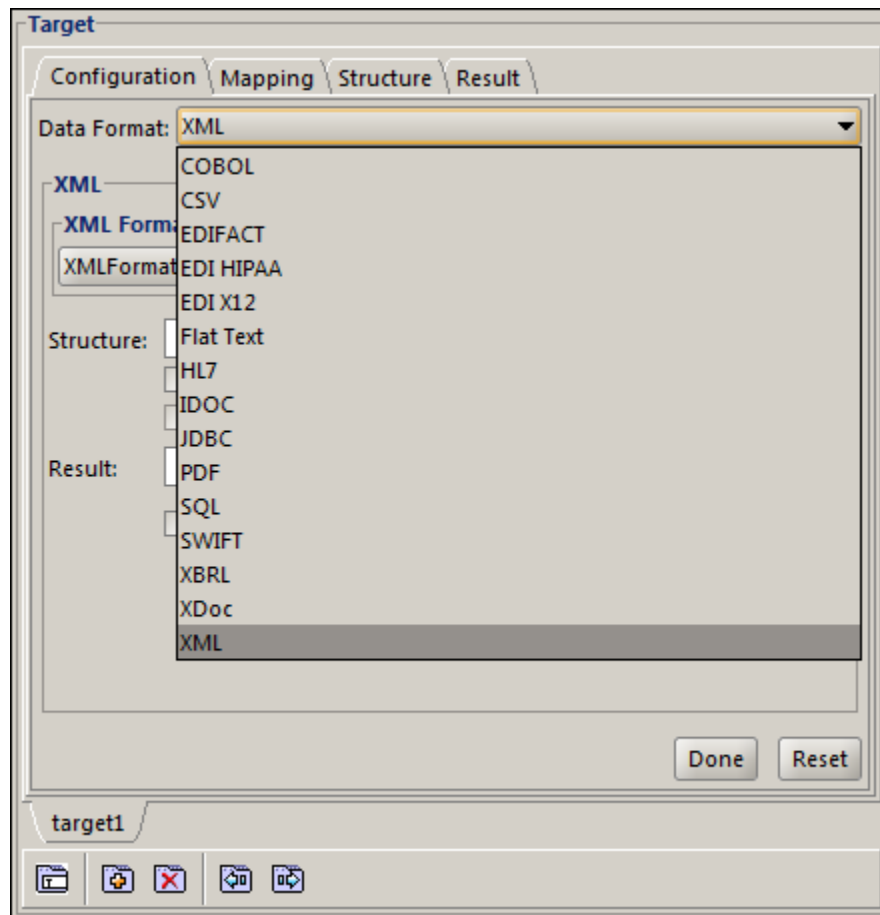 Target
Configuration Mapping Structure Result
Data Format: XML
COBOL
XML
CSV
XML Forma
EDIFACT
XMLFormat EDI HIPAA
EDI X12
Structure: Flat Text
HL7
IDOC
JDBC
Result: PDF
SQL
SWIFT
XBRL
XDoc
XML
Done Reset
target1